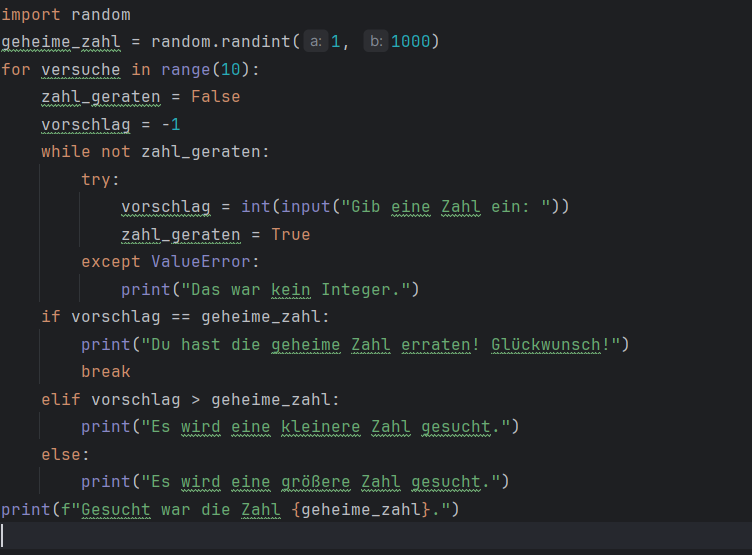 import random
geheime_zahl = random.randint( a: 1,  b: 1000)
for versuche in range(10):
    zahl_geraten = False
    vorschlag = -1
    while not zahl_geraten:
        try:
            vorschlag = int(input("Gib eine Zahl ein: "))
            zahl_geraten = True
        except ValueError:
            print("Das war kein Integer.")
    if vorschlag == geheime_zahl:
        print("Du hast die geheime Zahl erraten! Glückwunsch!")
        break
    elif vorschlag > geheime_zahl:
        print("Es wird eine kleinere Zahl gesucht.")
    else:
        print("Es wird eine größere Zahl gesucht.")
print(f"Gesucht war die Zahl {geheime_zahl}.")